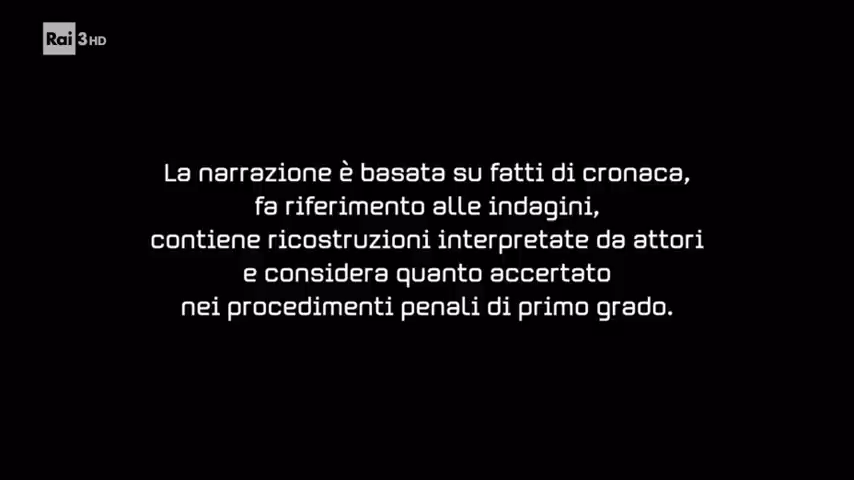 Rai 3HD
La narrazione è basata su fatti di cronaca,
fa riferimento alle indagini,
contiene ricostruzioni interpretate da attori
e considera quanto accertato
nei procedimenti penali di primo grado.